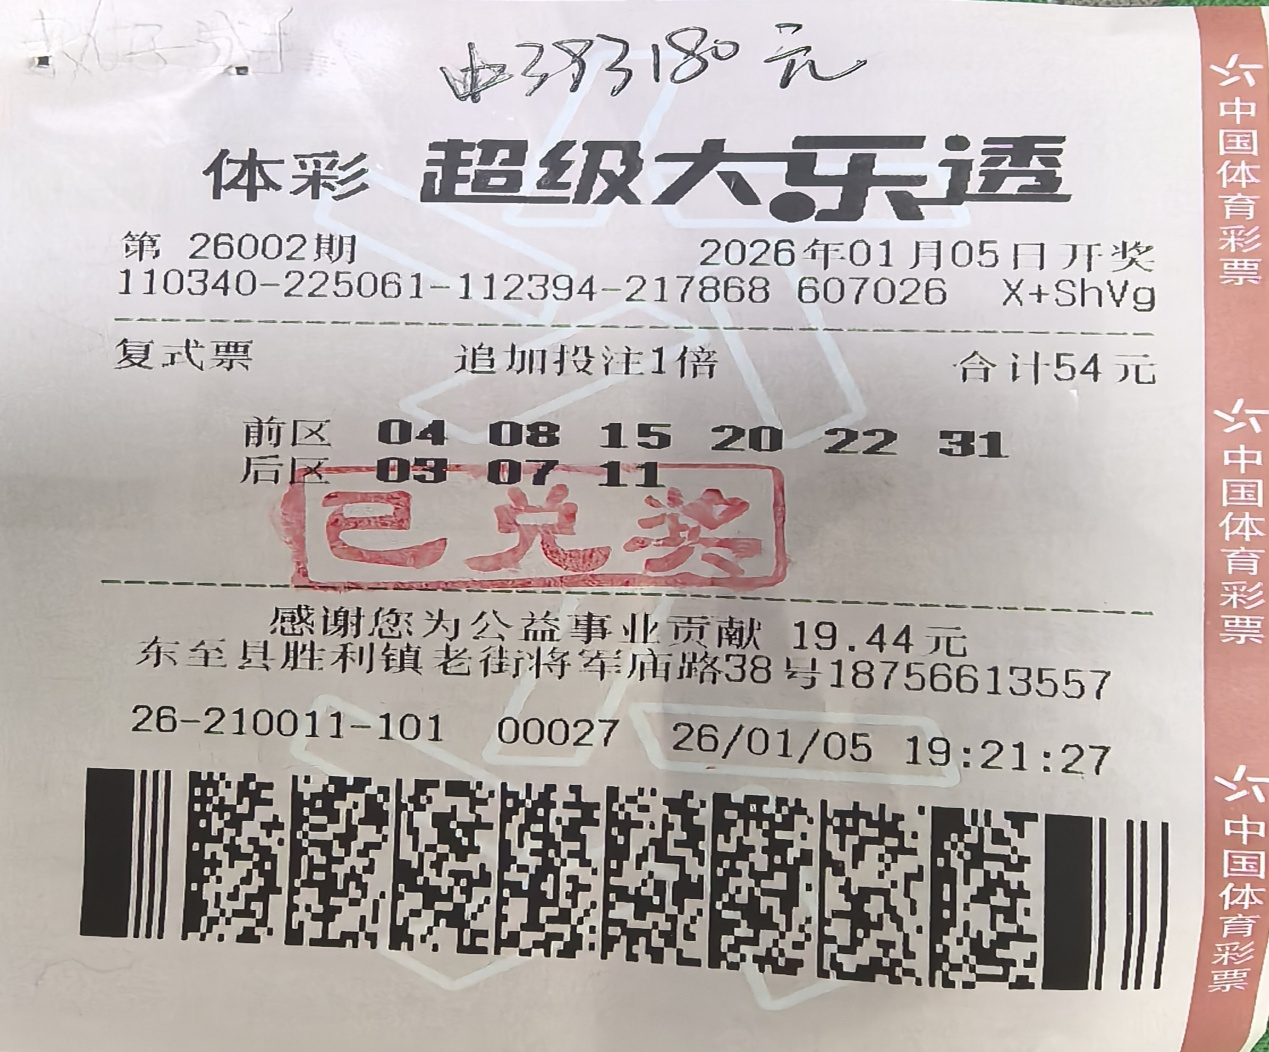 中393180元
体彩 超级大乐透
第 26002期 2026年01月05日开奖
110340-225061-112394-217868 607026 X+ShVg
复式票 追加投注1倍 合计54元
前区 04 08 15 20 22 31
后区 03 07 11
已兑奖
感谢您为公益事业贡献 19.44元
东至县胜利镇老街将军庙路38号18756613557
26-210011-101 00027 26/01/05 19:21:27
中国体育彩票
中国体育彩票
中国体育彩票